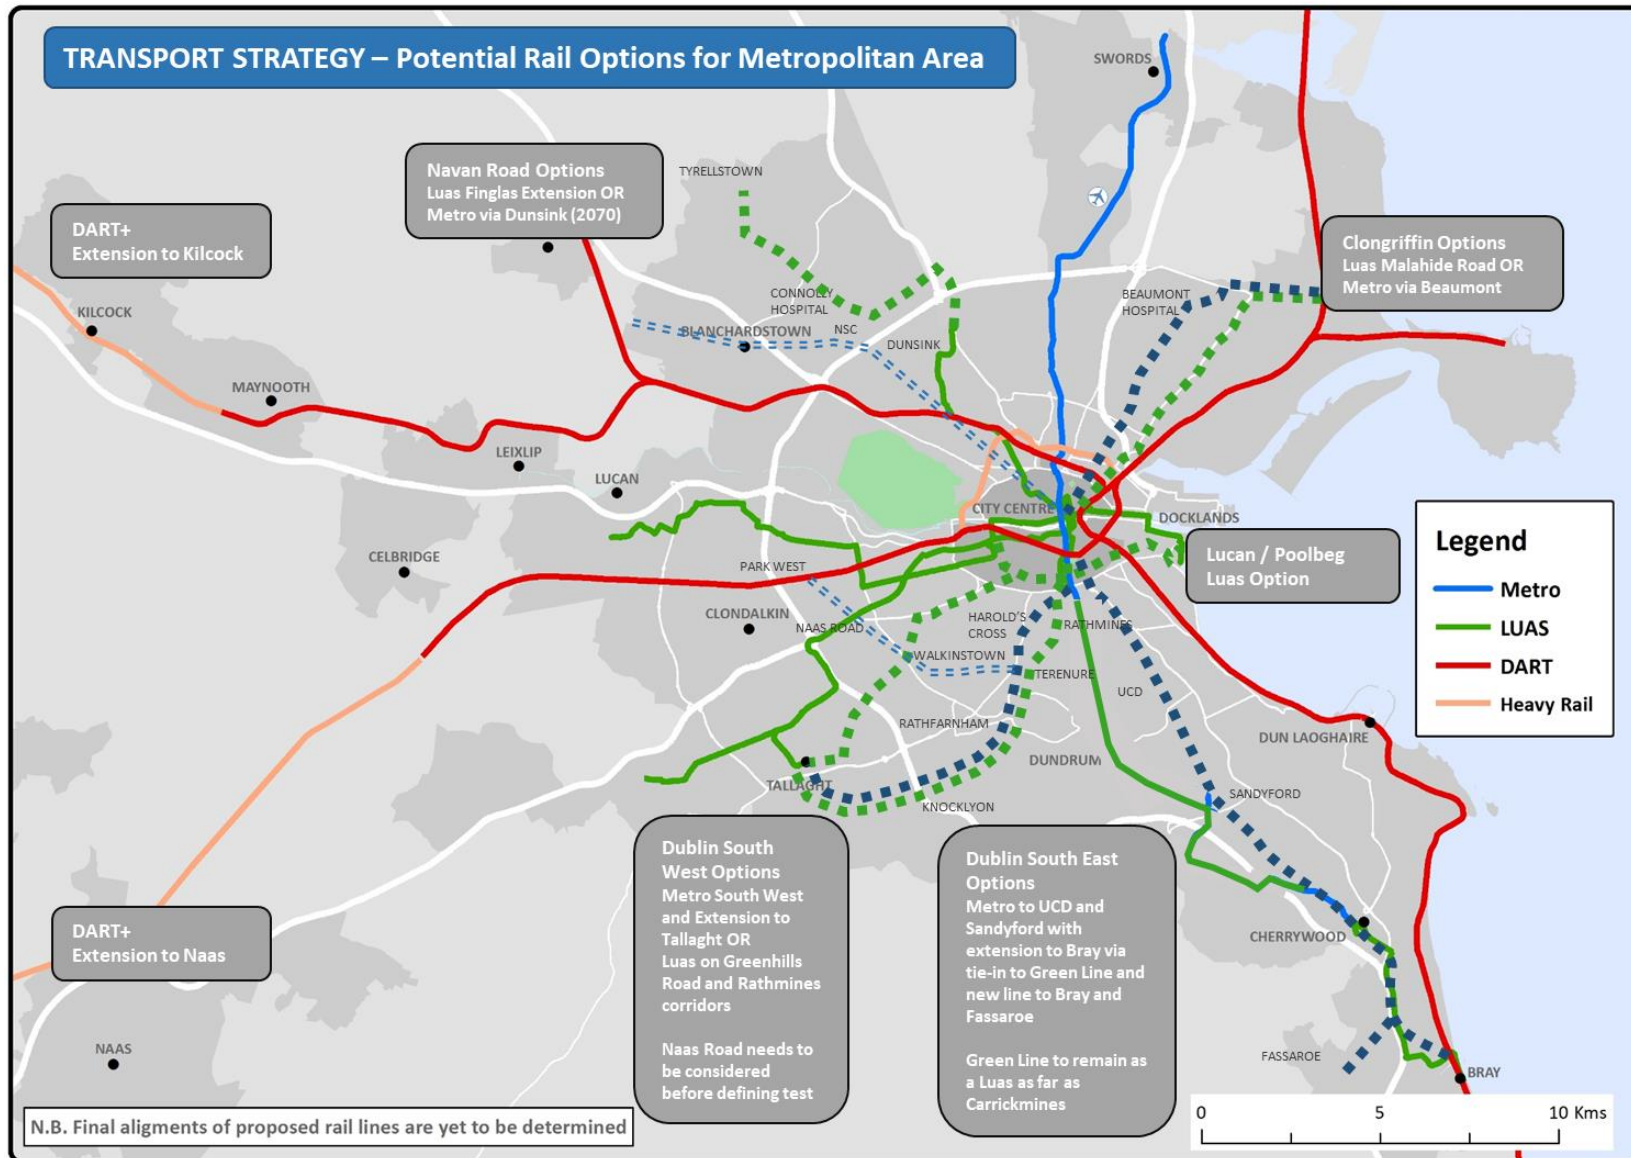 TRANSPORT STRATEGY – Potential Rail Options for Metropolitan Area
SWORDS
Navan Road Options
Luas Finglas Extension OR
Metro via Dunsink (2070)
TYRELLSTOWN
DART+
Extension to Kilcock
Clongriffin Options
Luas Malahide Road OR
Metro via Beaumont
KILCOCK
CONNOLLY
HOSPITAL
BEAUMONT
HOSPITAL
BLANCHARDSTOWN
NSC
DUNSINK
MAYNOOTH
LEIXLIP
LUCAN
CITY CENTRE
DOCKLANDS
CELBRIDGE
PARK WEST
Lucan / Poolbeg
Luas Option
Legend
Metro
LUAS
DART
Heavy Rail
CLONDALKIN
NAAS ROAD
HAROLD'S
CROSS
RATHMINES
WALKINSTOWN
TERENURE
UCD
RATHFARNHAM
DUN LAOGHAIRE
DUNDRUM
TALLAGHT
KNOCKLYON
SANDYFORD
Dublin South
West Options
Metro South West
and Extension to
Tallaght OR
Luas on Greenhills
Road and Rathmines
corridors
Naas Road needs to
be considered
before defining test
Dublin South East
Options
Metro to UCD and
Sandyford with
extension to Bray via
tie-in to Green Line and
new line to Bray and
Fassaroe
Green Line to remain as
a Luas as far as
Carrickmines
CHERRYWOOD
DART+
Extension to Naas
NAAS
FASSAROE
BRAY
N.B. Final aligments of proposed rail lines are yet to be determined
0 5 10 Kms